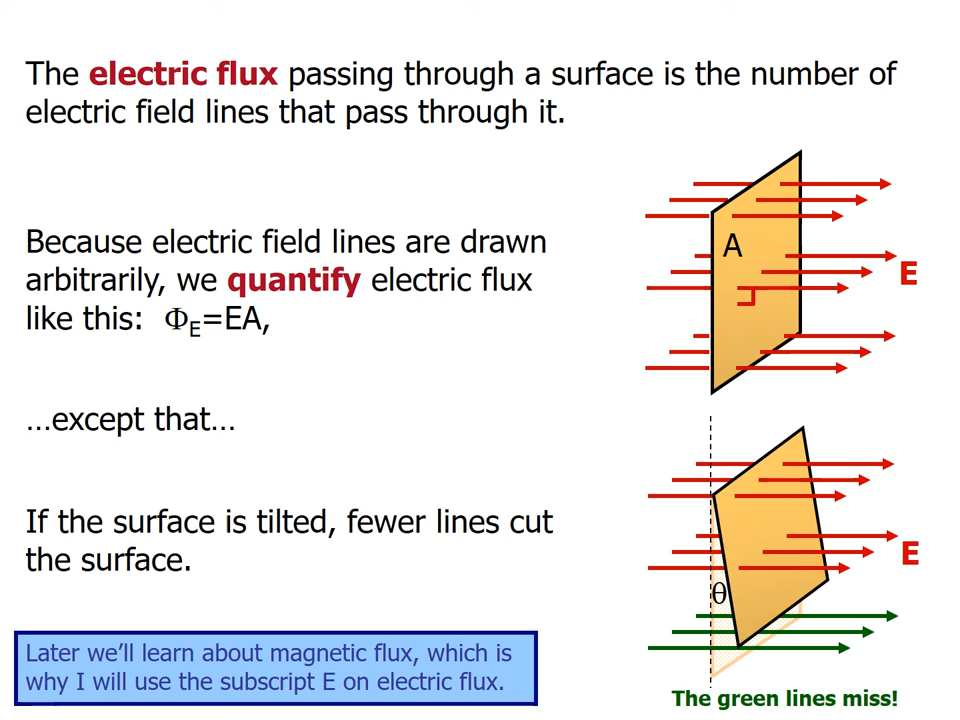 The electric flux passing through a surface is the number of
electric field lines that pass through it.
Because electric field lines are drawn
arbitrarily, we quantify electric flux
like this: ΦE=EA,
…except that…
If the surface is tilted, fewer lines cut
the surface.
Later we'll learn about magnetic flux, which is
why I will use the subscript E on electric flux.
A
E
θ
E
The green lines miss!